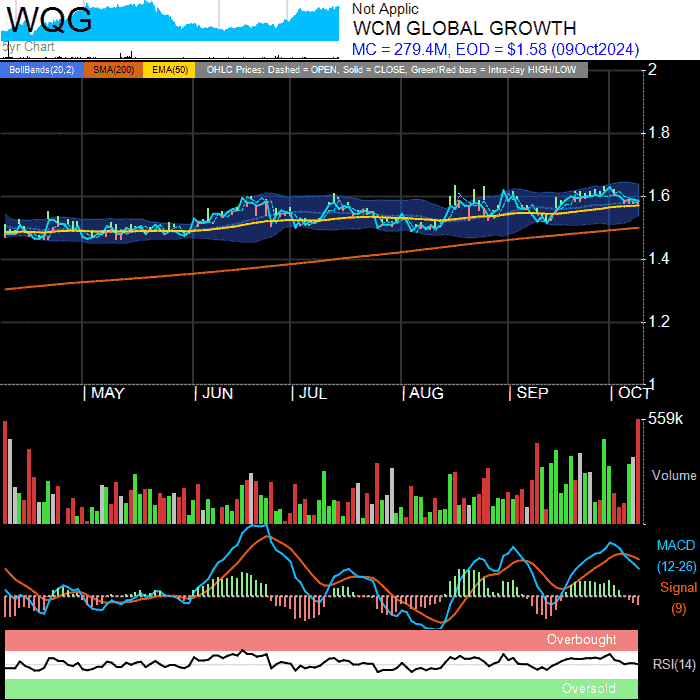 WQG
5yr Chart
Not Applic
WCM GLOBAL GROWTH
MC = 279.4M, EOD = $1.58 (09Oct2024)
BollBands(20,2) SMA(200) EMA(50) OHLC Prices: Dashed = OPEN, Solid = CLOSE, Green/Red bars = Intra-day HIGH/LOW
2
1.8
1.6
1.4
1.2
1
MAY JUN JUL AUG SEP OCT
559k
Volume
MACD
(12-26)
Signal
(9)
Overbought
RSI(14)
Oversold